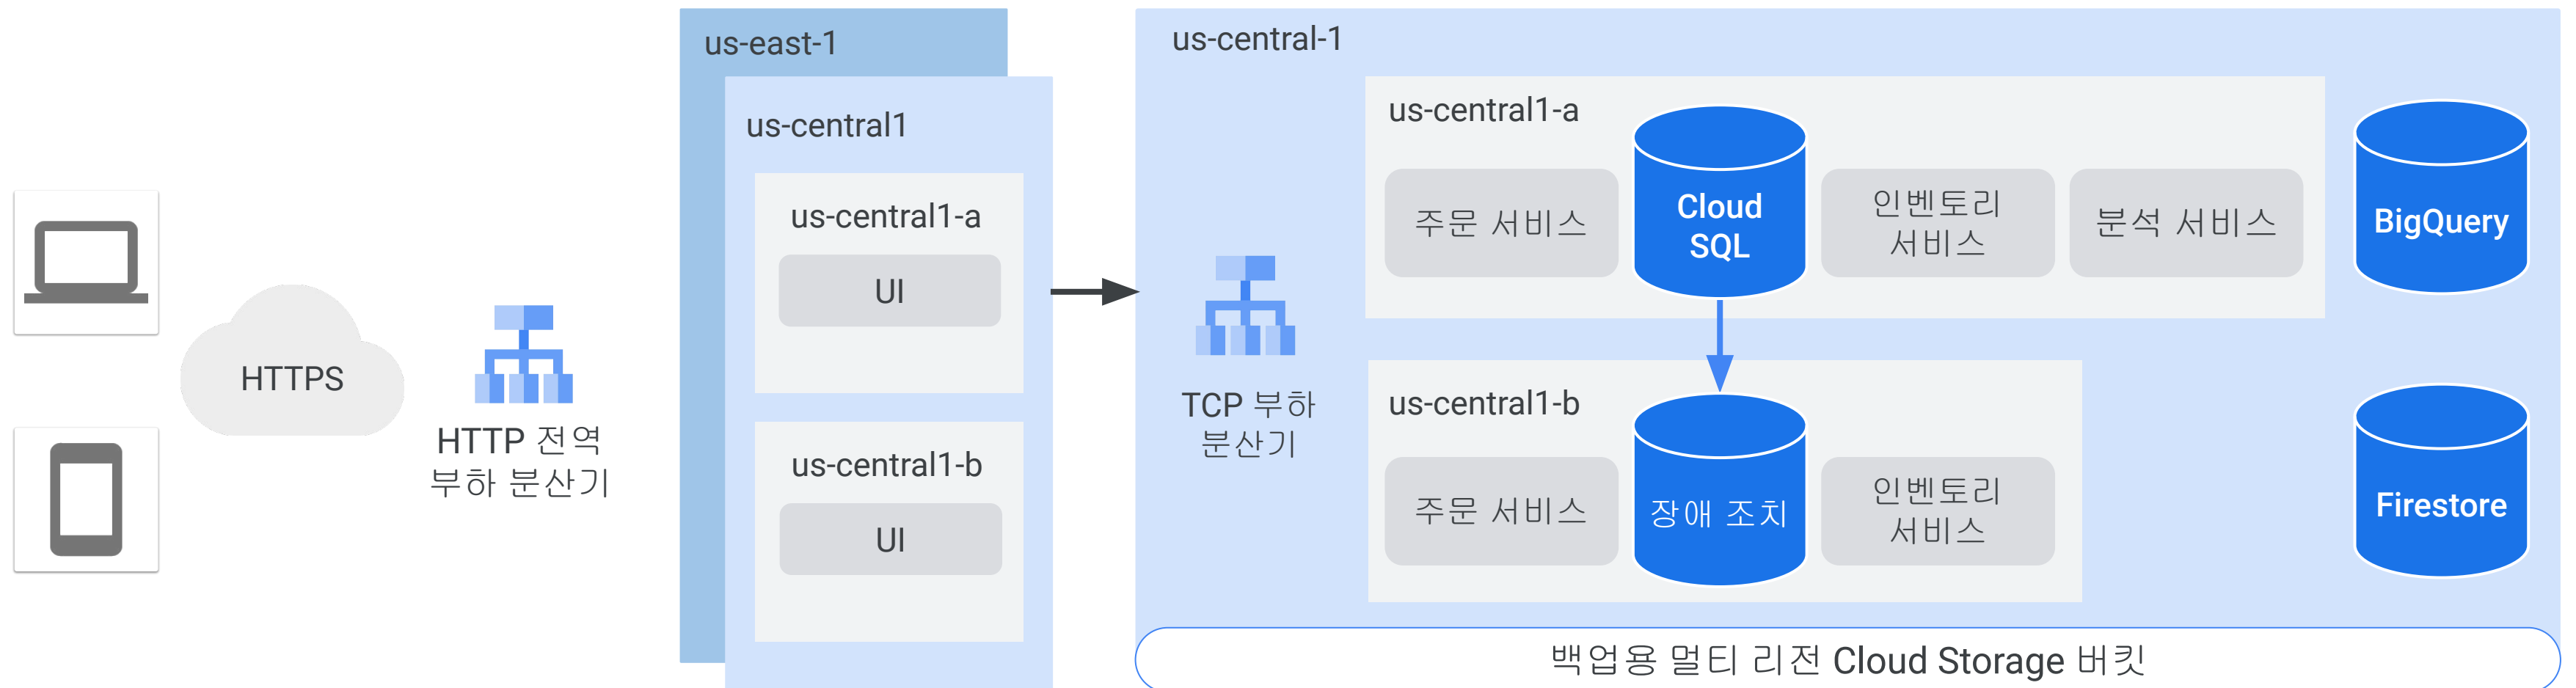 HTTPS
HTTP 전역
부하 분산기
us-east-1
us-central1
us-central1-a
UI
us-central1-b
UI
us-central-1
TCP 부하
분산기
us-central1-a
주문 서비스
Cloud
SQL
인벤토리
서비스
분석 서비스
us-central1-b
주문 서비스
장애 조치
인벤토리
서비스
BigQuery
Firestore
백업용 멀티 리전 Cloud Storage 버킷